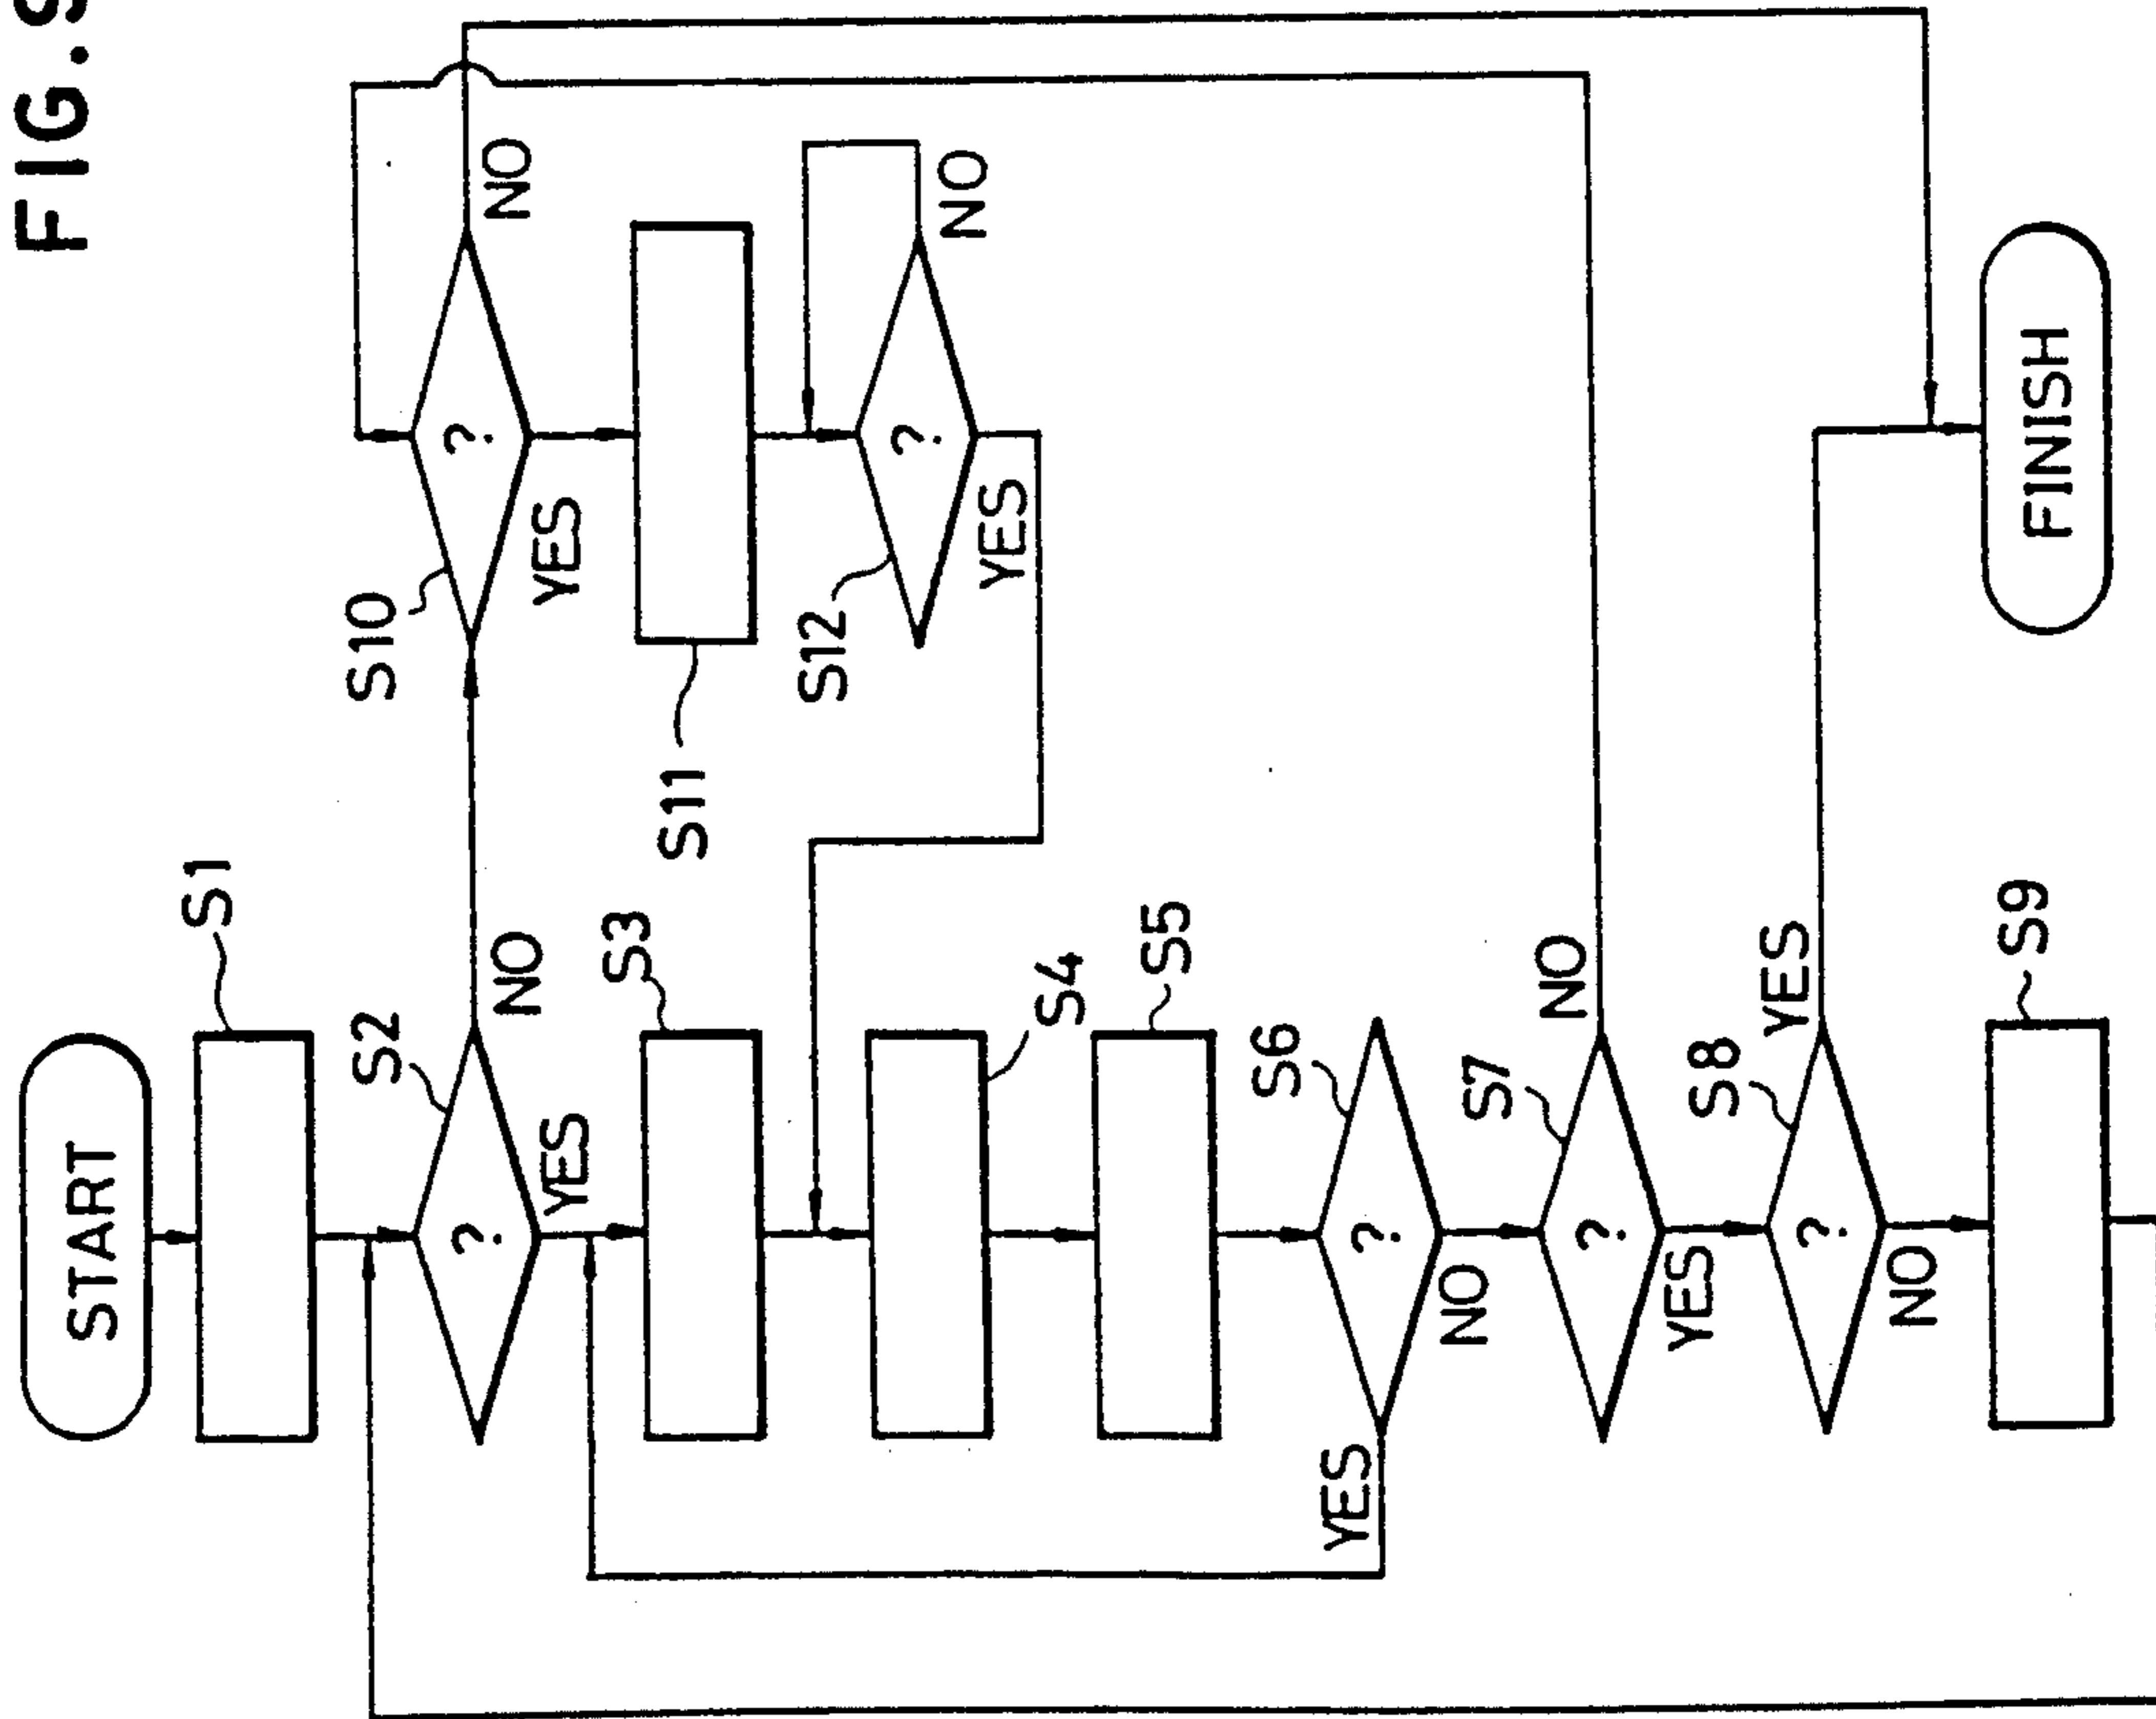 FIG.
START
S1
S2
?
NO
YES
S10
?
NO
YES
S3
S11
S12
?
NO
YES
S4
S5
S6
?
YES
NO
S7
?
NO
YES
S8
?
YES
NO
S9
FINISH